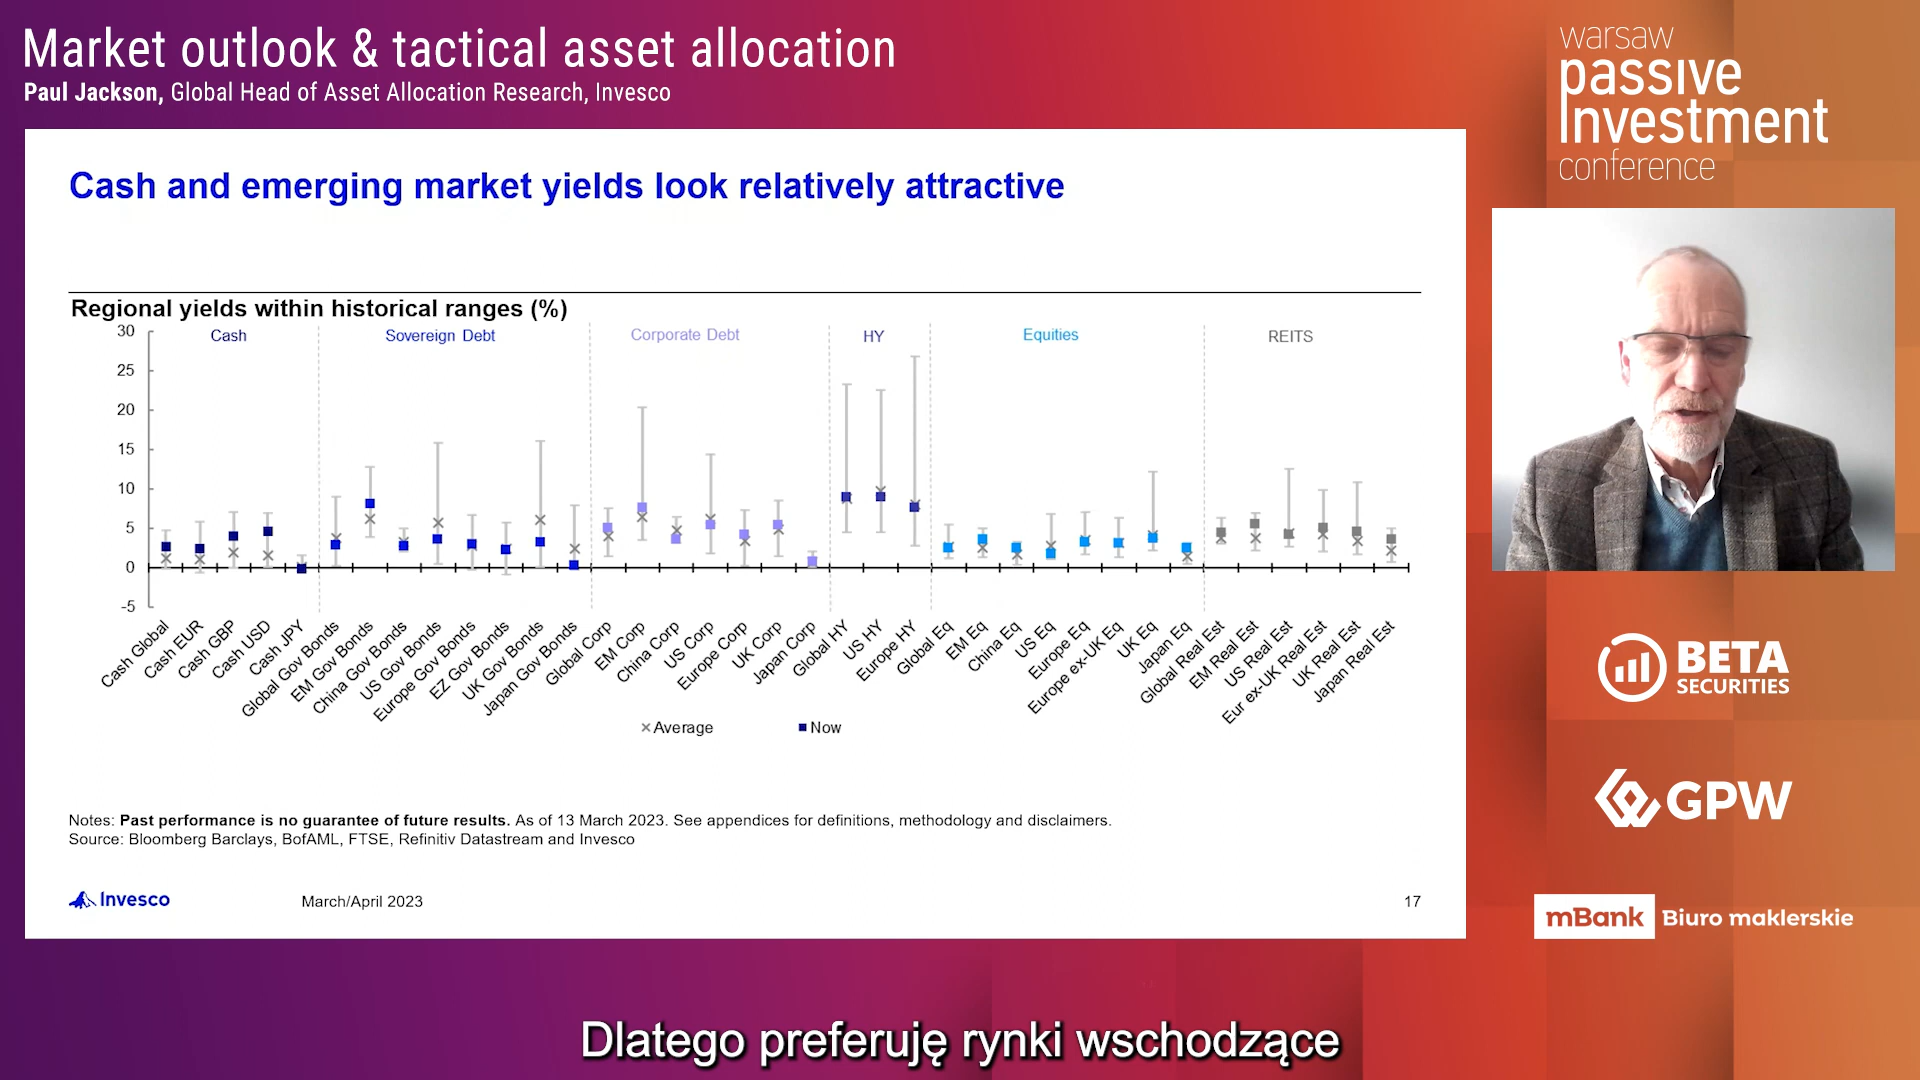 Market outlook & tactical asset allocation
Paul Jackson, Global Head of Asset Allocation Research, Invesco
warsaw
passive
Investment
conference
Cash and emerging market yields look relatively attractive
Regional yields within historical ranges (%)
Cash
Sovereign Debt
Corporate Debt
HY
Equities
REITS
30
25
20
15
10
5
0
-5
Cash Global
Cash EUR
Cash GBP
Cash USD
Cash JPY
Global Gov Bonds
EM Gov Bonds
China Gov Bonds
US Gov Bonds
Europe Gov Bonds
EZ Gov Bonds
UK Gov Bonds
Japan Gov Bonds
Global Corp
EM Corp
China Corp
US Corp
Europe Corp
UK Corp
Japan Corp
Global HY
US HY
Europe HY
Global Eq
EM Eq
China Eq
US Eq
Europe Eq
Europe ex-UK Eq
UK Eq
Japan Eq
Global Real Est
EM Real Est
US Real Est
Eur ex-UK Real Est
UK Real Est
Japan Real Est
Average
Now
Notes: Past performance is no guarantee of future results. As of 13 March 2023. See appendices for definitions, methodology and disclaimers.
Source: Bloomberg Barclays, BofAML, FTSE, Refinitiv Datastream and Invesco
Invesco
March/April 2023
17
BETA
SECURITIES
GPW
mBank Biuro maklerskie
Dlatego preferuję rynki wschodzące